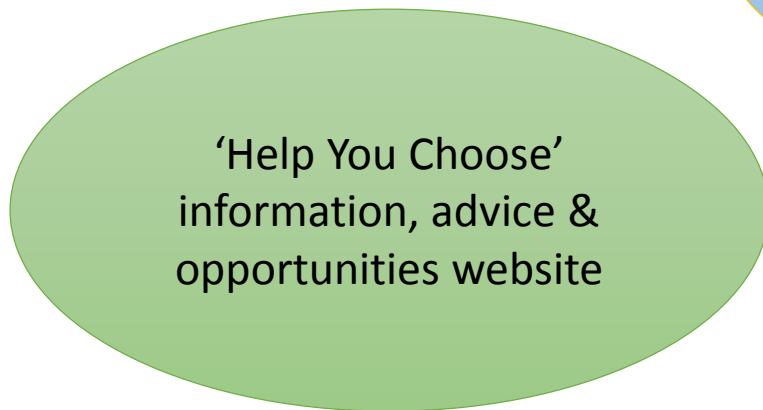 ‘Help You Choose’
information, advice &
opportunities website